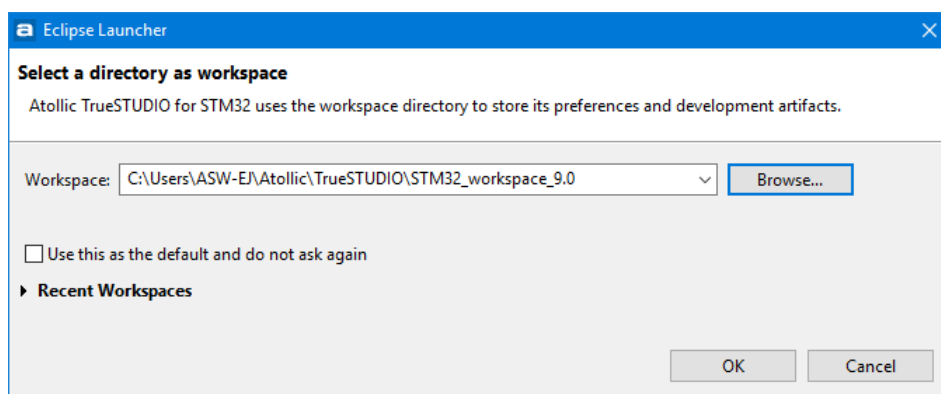 Eclipse Launcher
Select a directory as workspace
Atollic TrueSTUDIO for STM32 uses the workspace directory to store its preferences and development artifacts.
Workspace: C:\Users\ASW-EJ\Atollic\TrueSTUDIO\STM32_workspace_9.0 Browse...
Use this as the default and do not ask again
Recent Workspaces
OK Cancel